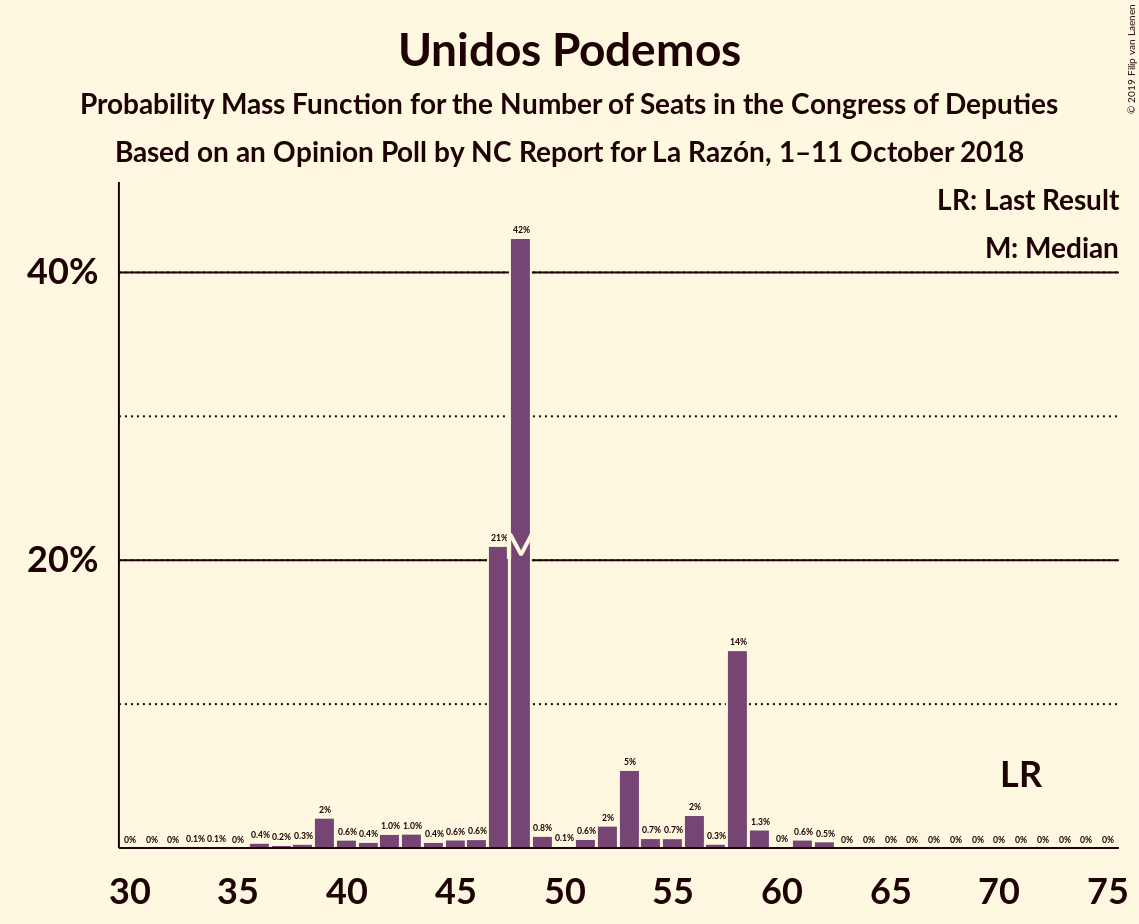 Unidos Podemos
Probability Mass Function for the Number of Seats in the Congress of Deputies
Based on an Opinion Poll by NC Report for La Razón, 1–11 October 2018
© 2019 Filip van Laenen
LR: Last Result
M: Median
40%
20%
0% 0% 0% 0.1% 0.1% 0% 0.4% 0.2% 0.3% 2% 0.6% 0.4% 1.0% 1.0% 0.4% 0.6% 0.6% 21% 42% 0.8% 0.1% 0.6% 2% 5% 0.7% 0.7% 2% 0.3% 14% 1.3% 0% 0.6% 0.5% 0% 0% 0% 0% 0% 0% 0% 0% 0% 0% 0% 0% 0%
LR
30 35 40 45 50 55 60 65 70 75